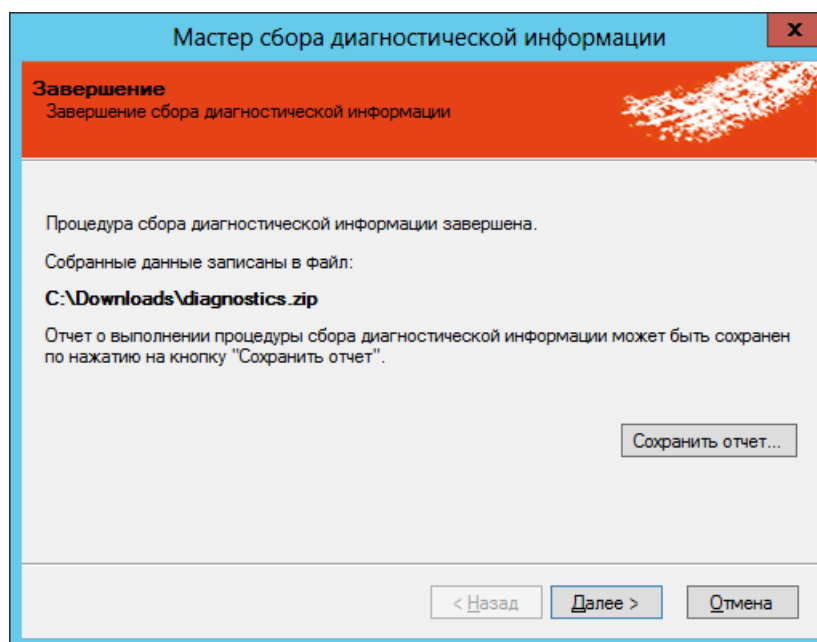 Мастер сбора диагностической информации
x
Завершение
Завершение сбора диагностической информации
Процедура сбора диагностической информации завершена.
Собранные данные записаны в файл:
C:\Downloads\diagnostics.zip
Отчет о выполнении процедуры сбора диагностической информации может быть сохранен
по нажатию на кнопку "Сохранить отчет".
Сохранить отчет...
< Назад Далее > Отмена